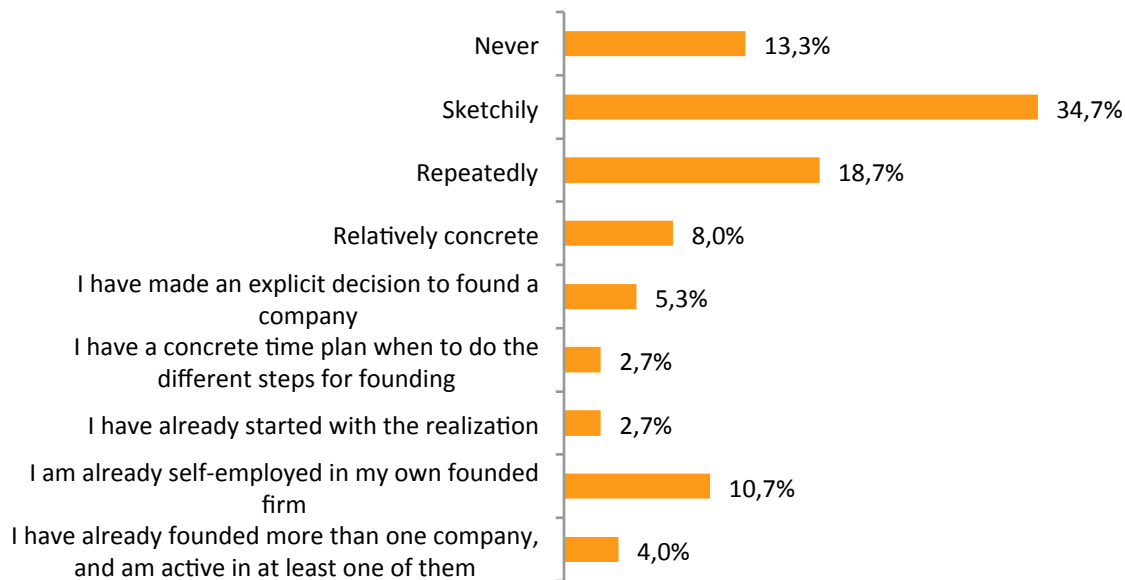 Never
13,3%
Sketchily
34,7%
Repeatedly
18,7%
Relatively concrete
8,0%
I have made an explicit decision to found a
company
5,3%
I have a concrete time plan when to do the
different steps for founding
2,7%
I have already started with the realization
2,7%
I am already self-employed in my own founded
firm
10,7%
I have already founded more than one company,
and am active in at least one of them
4,0%